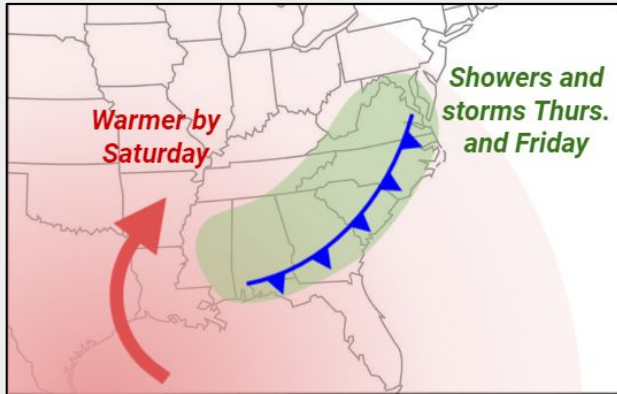 Warmer by
Saturday
Showers and
storms Thurs.
and Friday